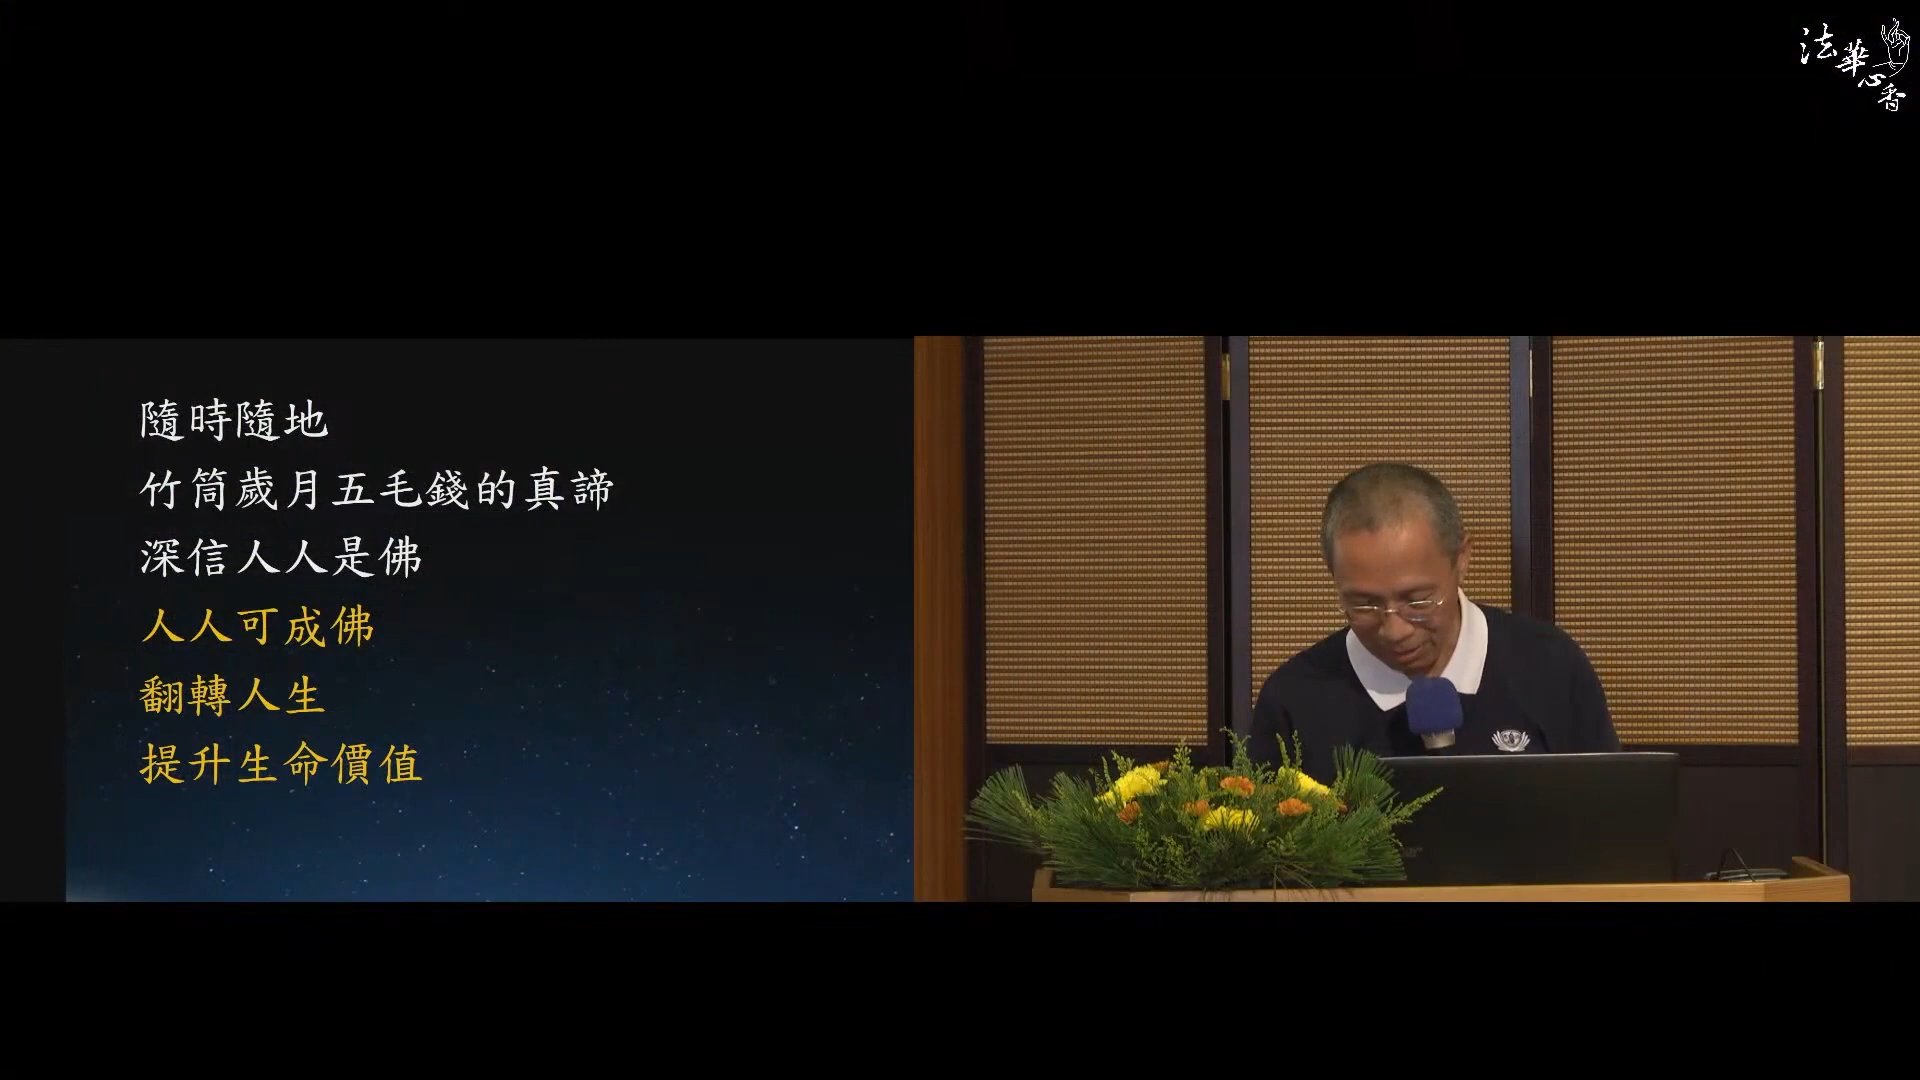 法華心香
隨時隨地
竹筒歲月五毛錢的真諦
深信人人是佛
人人可成佛
翻轉人生
提升生命價值